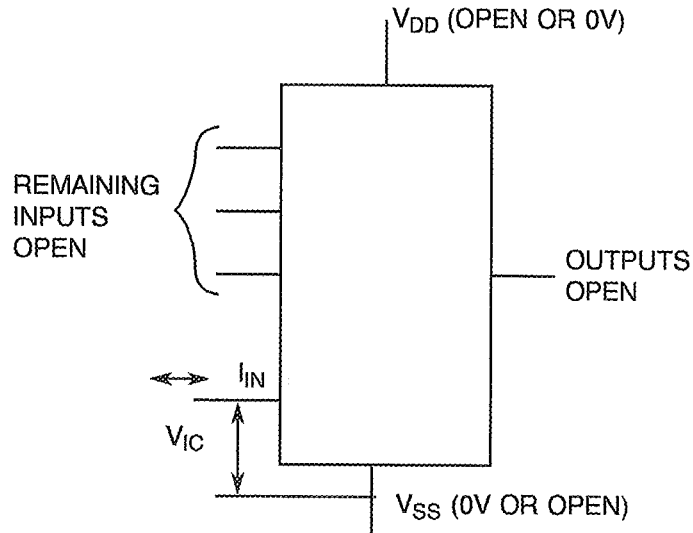 VDD (OPEN OR 0V)
REMAINING
INPUTS
OPEN
OUTPUTS
OPEN
IIN
VIC
VSS (0V OR OPEN)